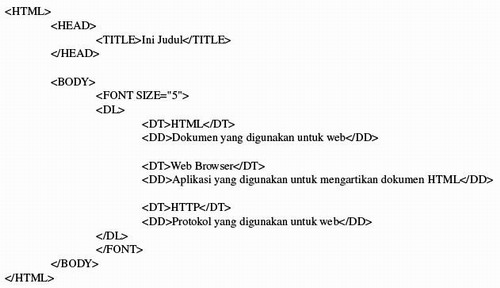 <HTML>
<HEAD>
<TITLE>Ini Judul</TITLE>
</HEAD>
<BODY>
<FONT SIZE="5">
<DL>
<DT>HTML</DT>
<DD>Dokumen yang digunakan untuk web</DD>
<DT>Web Browser</DT>
<DD>Aplikasi yang digunakan untuk mengartikan dokumen HTML</DD>
<DT>HTTP</DT>
<DD>Protokol yang digunakan untuk web</DD>
</DL>
</FONT>
</BODY>
</HTML>